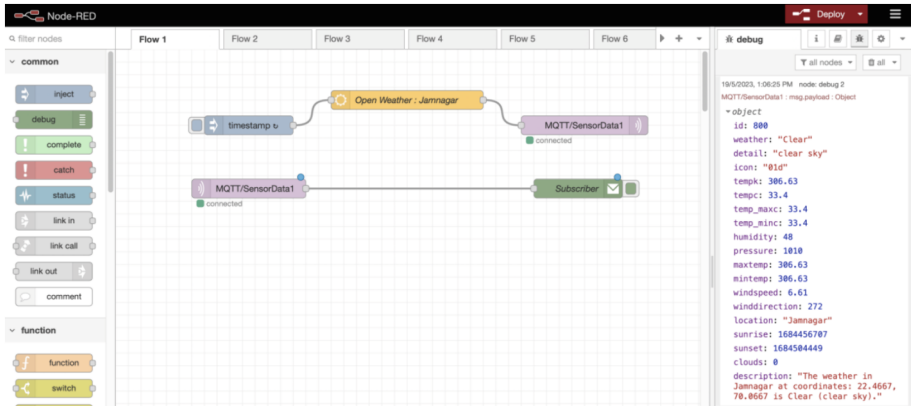 Node-RED
Deploy
filter nodes
Flow 1
Flow 2
Flow 3
Flow 4
Flow 5
Flow 6
debug
i
all nodes
all
common
inject
debug
complete
catch
status
link in
link call
link out
comment
function
function
switch
Open Weather : Jamnagar
timestamp ↻
MQTT/SensorData1
connected
MQTT/SensorData1
connected
Subscriber
19/5/2023, 1:06:25 PM node: debug 2
MQTT/SensorData1 : msg.payload : Object
object
id: 800
weather: "Clear"
detail: "clear sky"
icon: "01d"
tempk: 306.63
tempc: 33.4
temp_maxc: 33.4
temp_minc: 33.4
humidity: 48
pressure: 1010
maxtemp: 306.63
mintemp: 306.63
windspeed: 6.61
winddirection: 272
location: "Jamnagar"
sunrise: 1684456707
sunset: 1684504449
clouds: 0
description: "The weather in
Jamnagar at coordinates: 22.4667,
70.0667 is Clear (clear sky)."